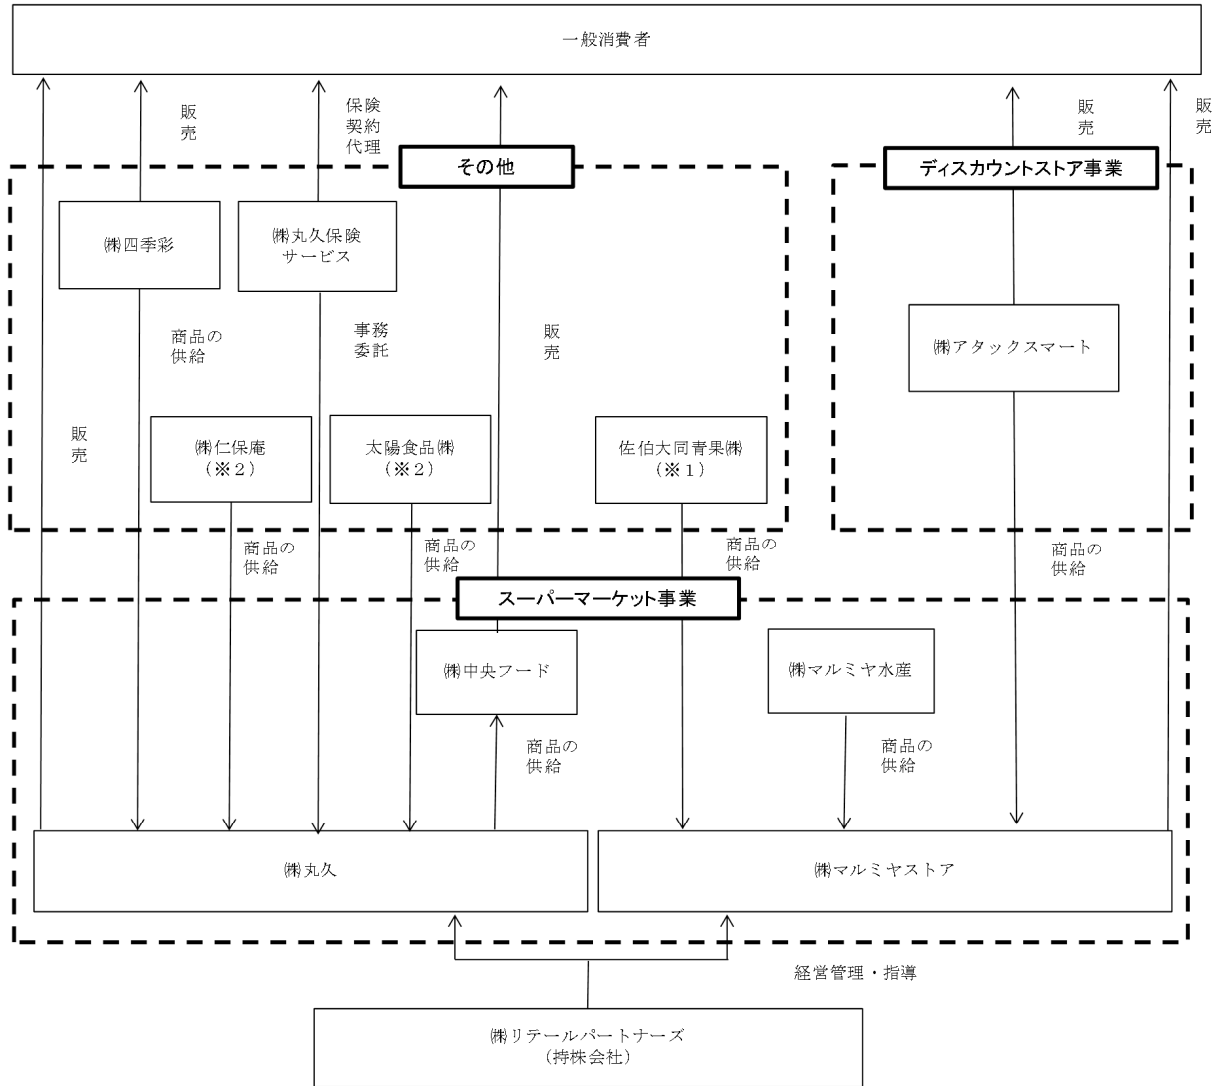 一般消費者
販
売
保険
契約
代理
販
売
販
売
その他
ディスカウントストア事業
㈱四季彩
㈱丸久保険
サービス
商品の
供給
事務
委託
販
売
㈱アタックスマート
販
売
㈱仁保庵
(※2)
太陽食品㈱
(※2)
佐伯大同青果㈱
(※1)
商品の
供給
商品の
供給
商品の
供給
商品の
供給
スーパーマーケット事業
㈱中央フード
㈱マルミヤ水産
商品の
供給
商品の
供給
㈱丸久
㈱マルミヤストア
経営管理・指導
㈱リテールパートナーズ
(持株会社)